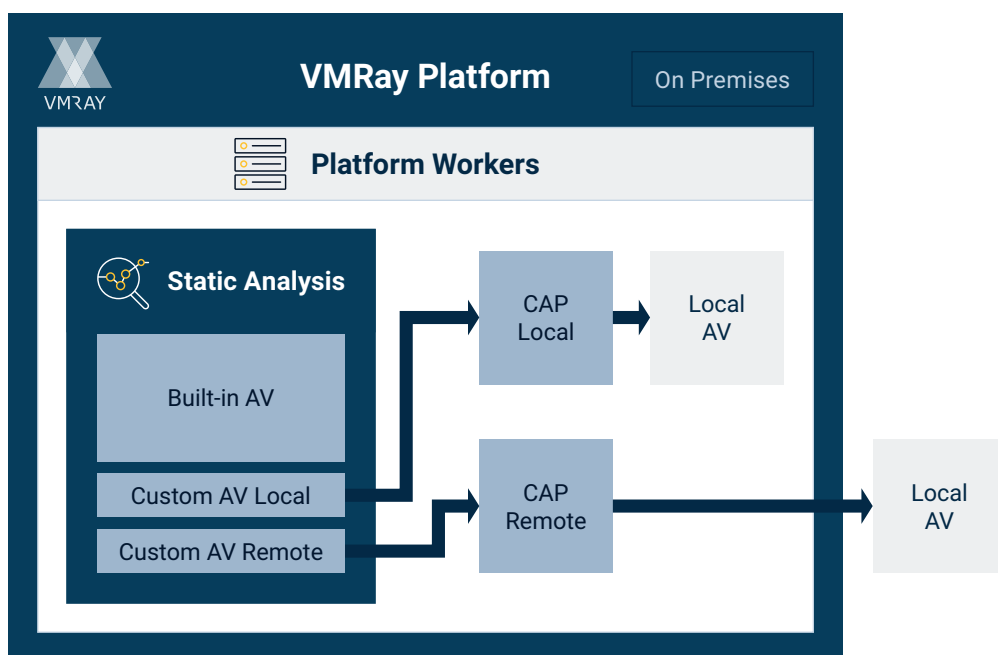 VMRAY
VMRay Platform
On Premises
Platform Workers
Static Analysis
Built-in AV
Custom AV Local
Custom AV Remote
CAP
Local
Local
AV
CAP
Remote
Local
AV